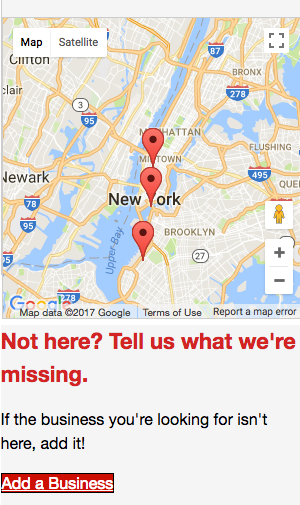 Map Satellite
Clifton
BRONX
clair
3
95
278
MANHATTAN
FLUSHING
MIDTOWN
495
Newark
QUE
New York
78
95
Upper Bay
BROOKLYN
27
Google
278
Map data ©2017 Google Terms of Use Report a map error
Not here? Tell us what we're
missing.
If the business you're looking for isn't
here, add it!
Add a Business